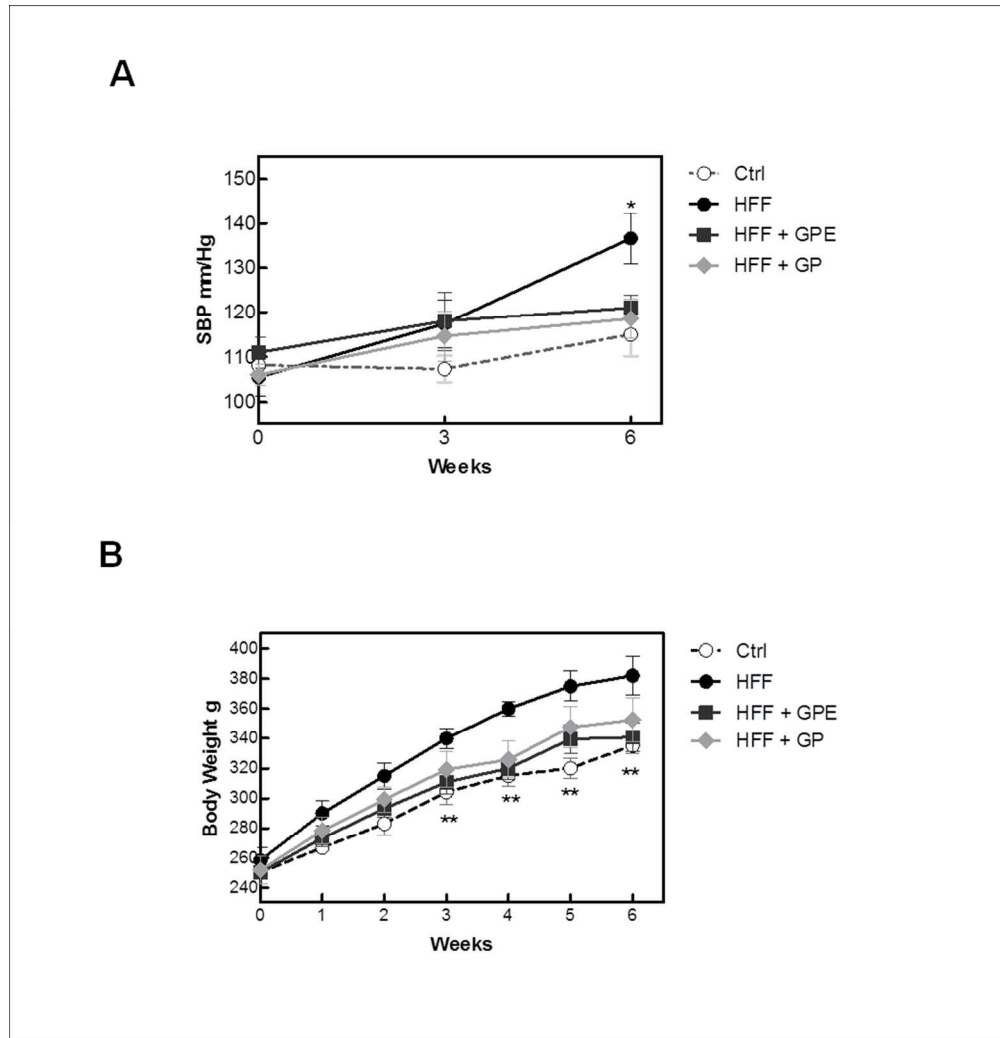 A
150
140
130
120
110
100
SBP mm/Hg
*
0 3 6
Weeks
Ctrl
HFF
HFF + GPE
HFF + GP
B
400
380
360
340
320
300
280
260
240
Body Weight g
** ** ** **
0 1 2 3 4 5 6
Weeks
Ctrl
HFF
HFF + GPE
HFF + GP